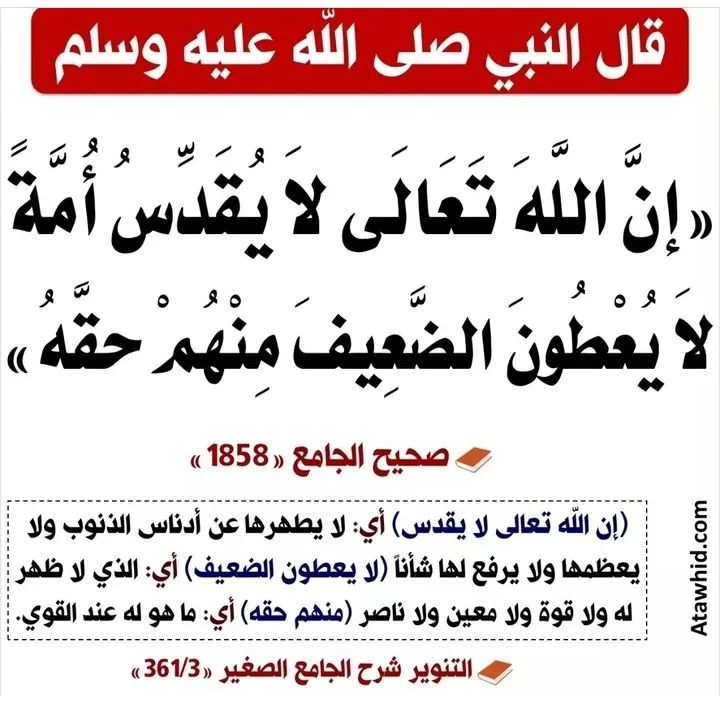 قال النبي صلى الله عليه وسلم
« إِنَّ اللَّهَ تَعَالَى لاَ يُقَدِّسُ أُمَّةً
لاَ يُعْطُونَ الضَّعِيفَ مِنْهُمْ حَقَّهُ »
صحيح الجامع « 1858 »
(إن الله تعالى لا يقدس) أي: لا يطهرها عن أدناس الذنوب ولا
يعظمها ولا يرفع لها شأناً (لا يعطون الضعيف) أي: الذي لا ظهر
له ولا قوة ولا معين ولا ناصر (منهم حقه) أي: ما هو له عند القوي.
التنوير شرح الجامع الصغير « 361/3 »
Atawhid.com